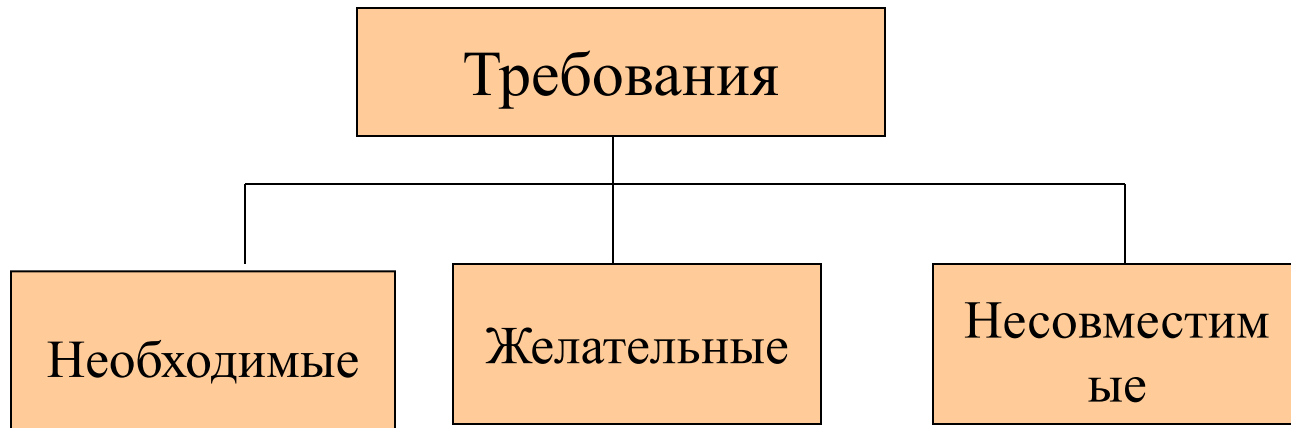 Требования
Необходимые
Желательные
Несовместим
ые